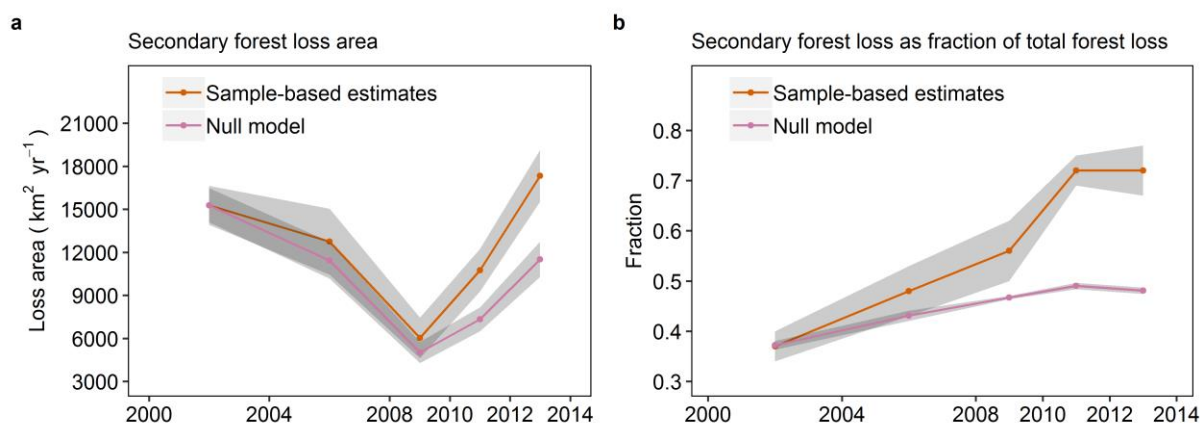 a
Secondary forest loss area
Sample-based estimates
Null model
Loss area ( km² yr⁻¹ )
21000
18000
15000
12000
9000
6000
3000
2000
2004
2008
2010
2012
2014
b
Secondary forest loss as fraction of total forest loss
Sample-based estimates
Null model
Fraction
0.8
0.7
0.6
0.5
0.4
0.3
2000
2004
2008
2010
2012
2014